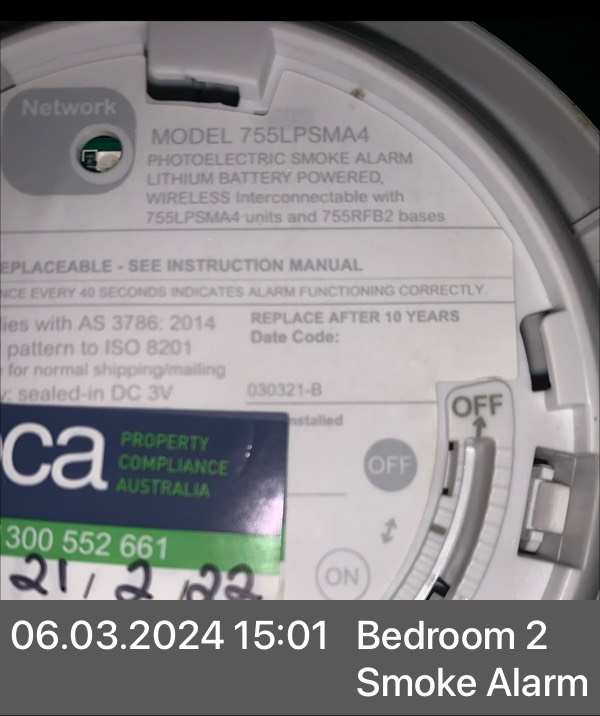 Network
MODEL 755LPSMA4
PHOTOELECTRIC SMOKE ALARM
LITHIUM BATTERY POWERED,
WIRELESS Interconnectable with
755LPSMA4 units and 755RFB2 bases
EPLACEABLE - SEE INSTRUCTION MANUAL
NCE EVERY 40 SECONDS INDICATES ALARM FUNCTIONING CORRECTLY.
lies with AS 3786: 2014
pattern to ISO 8201
for normal shipping/mailing
y: sealed-in DC 3V
REPLACE AFTER 10 YEARS
Date Code:
030321-B
nstalled
OFF
OFF
ON
ca
PROPERTY
COMPLIANCE
AUSTRALIA
300 552 661
21 / 2 / 22
06.03.2024 15:01
Bedroom 2
Smoke Alarm